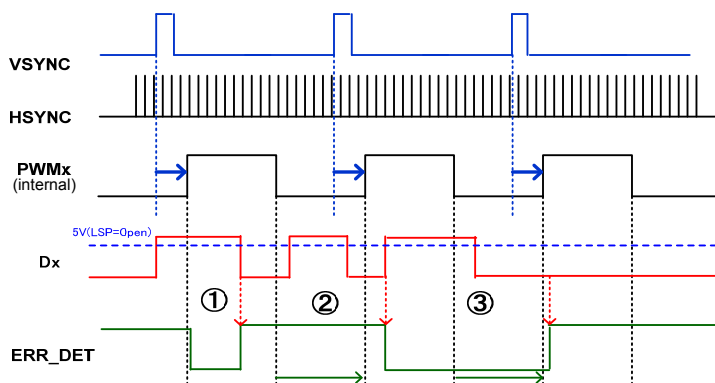 VSYNC
HSYNC
PWMx
(internal)
5V(LSP=Open)
Dx
① ② ③
ERR_DET